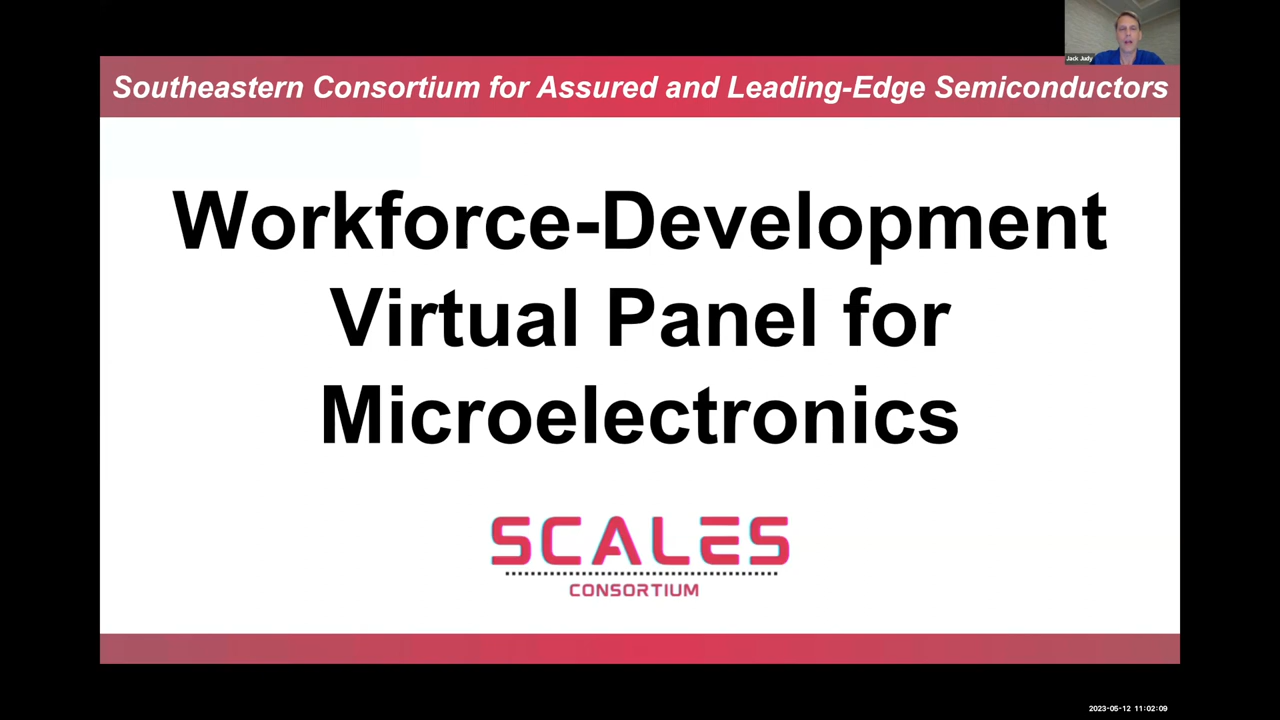 Jack Judy
Southeastern Consortium for Assured and Leading-Edge Semiconductors
Workforce-Development
Virtual Panel for
Microelectronics
SCALES
CONSORTIUM
2023-05-12 11:02:09